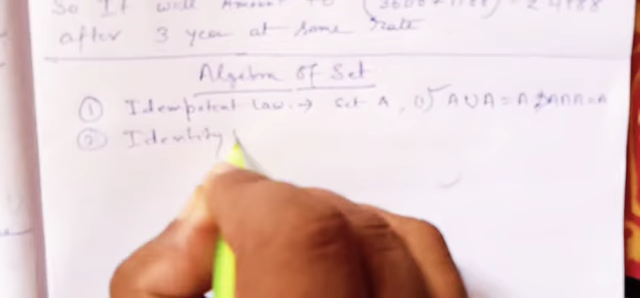 So It will Amount to (3600+1188) = 24788
after 3 year at same rate
Algebra of Set
① Idempotent Law → Set A, (i) A∪A = A & A∩A = A
② Identity